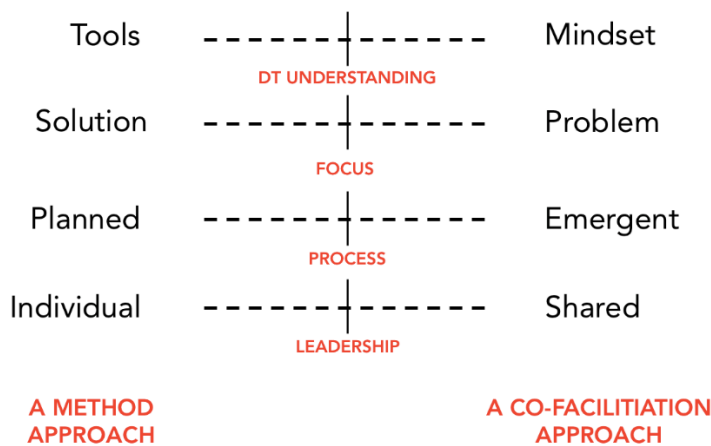 Tools Mindset
DT UNDERSTANDING
Solution Problem
FOCUS
Planned Emergent
PROCESS
Individual Shared
LEADERSHIP
A METHOD A CO-FACILITIATION
APPROACH APPROACH